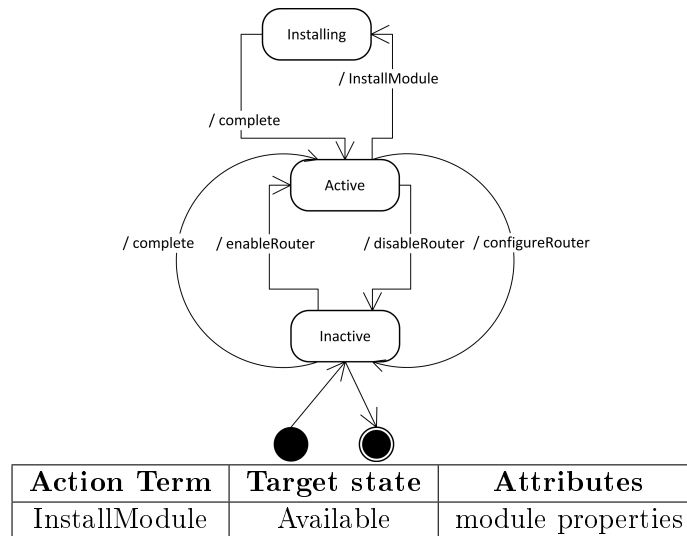 Installing
/ InstallModule
/ complete
Active
/ complete
/ enableRouter
/ disableRouter
/ configureRouter
Inactive
Action Term Target state Attributes
InstallModule Available module properties